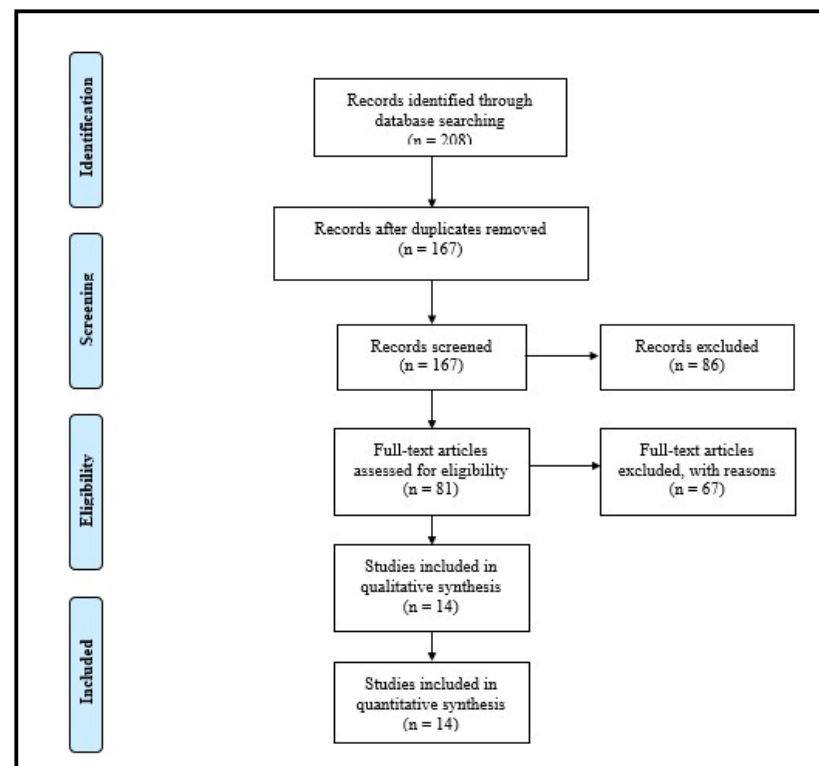 Identification
Records identified through
database searching
(n = 208)
Records after duplicates removed
(n = 167)
Screening
Records screened
(n = 167)
Records excluded
(n = 86)
Eligibility
Full-text articles
assessed for eligibility
(n = 81)
Full-text articles
excluded, with reasons
(n = 67)
Studies included in
qualitative synthesis
(n = 14)
Included
Studies included in
quantitative synthesis
(n = 14)